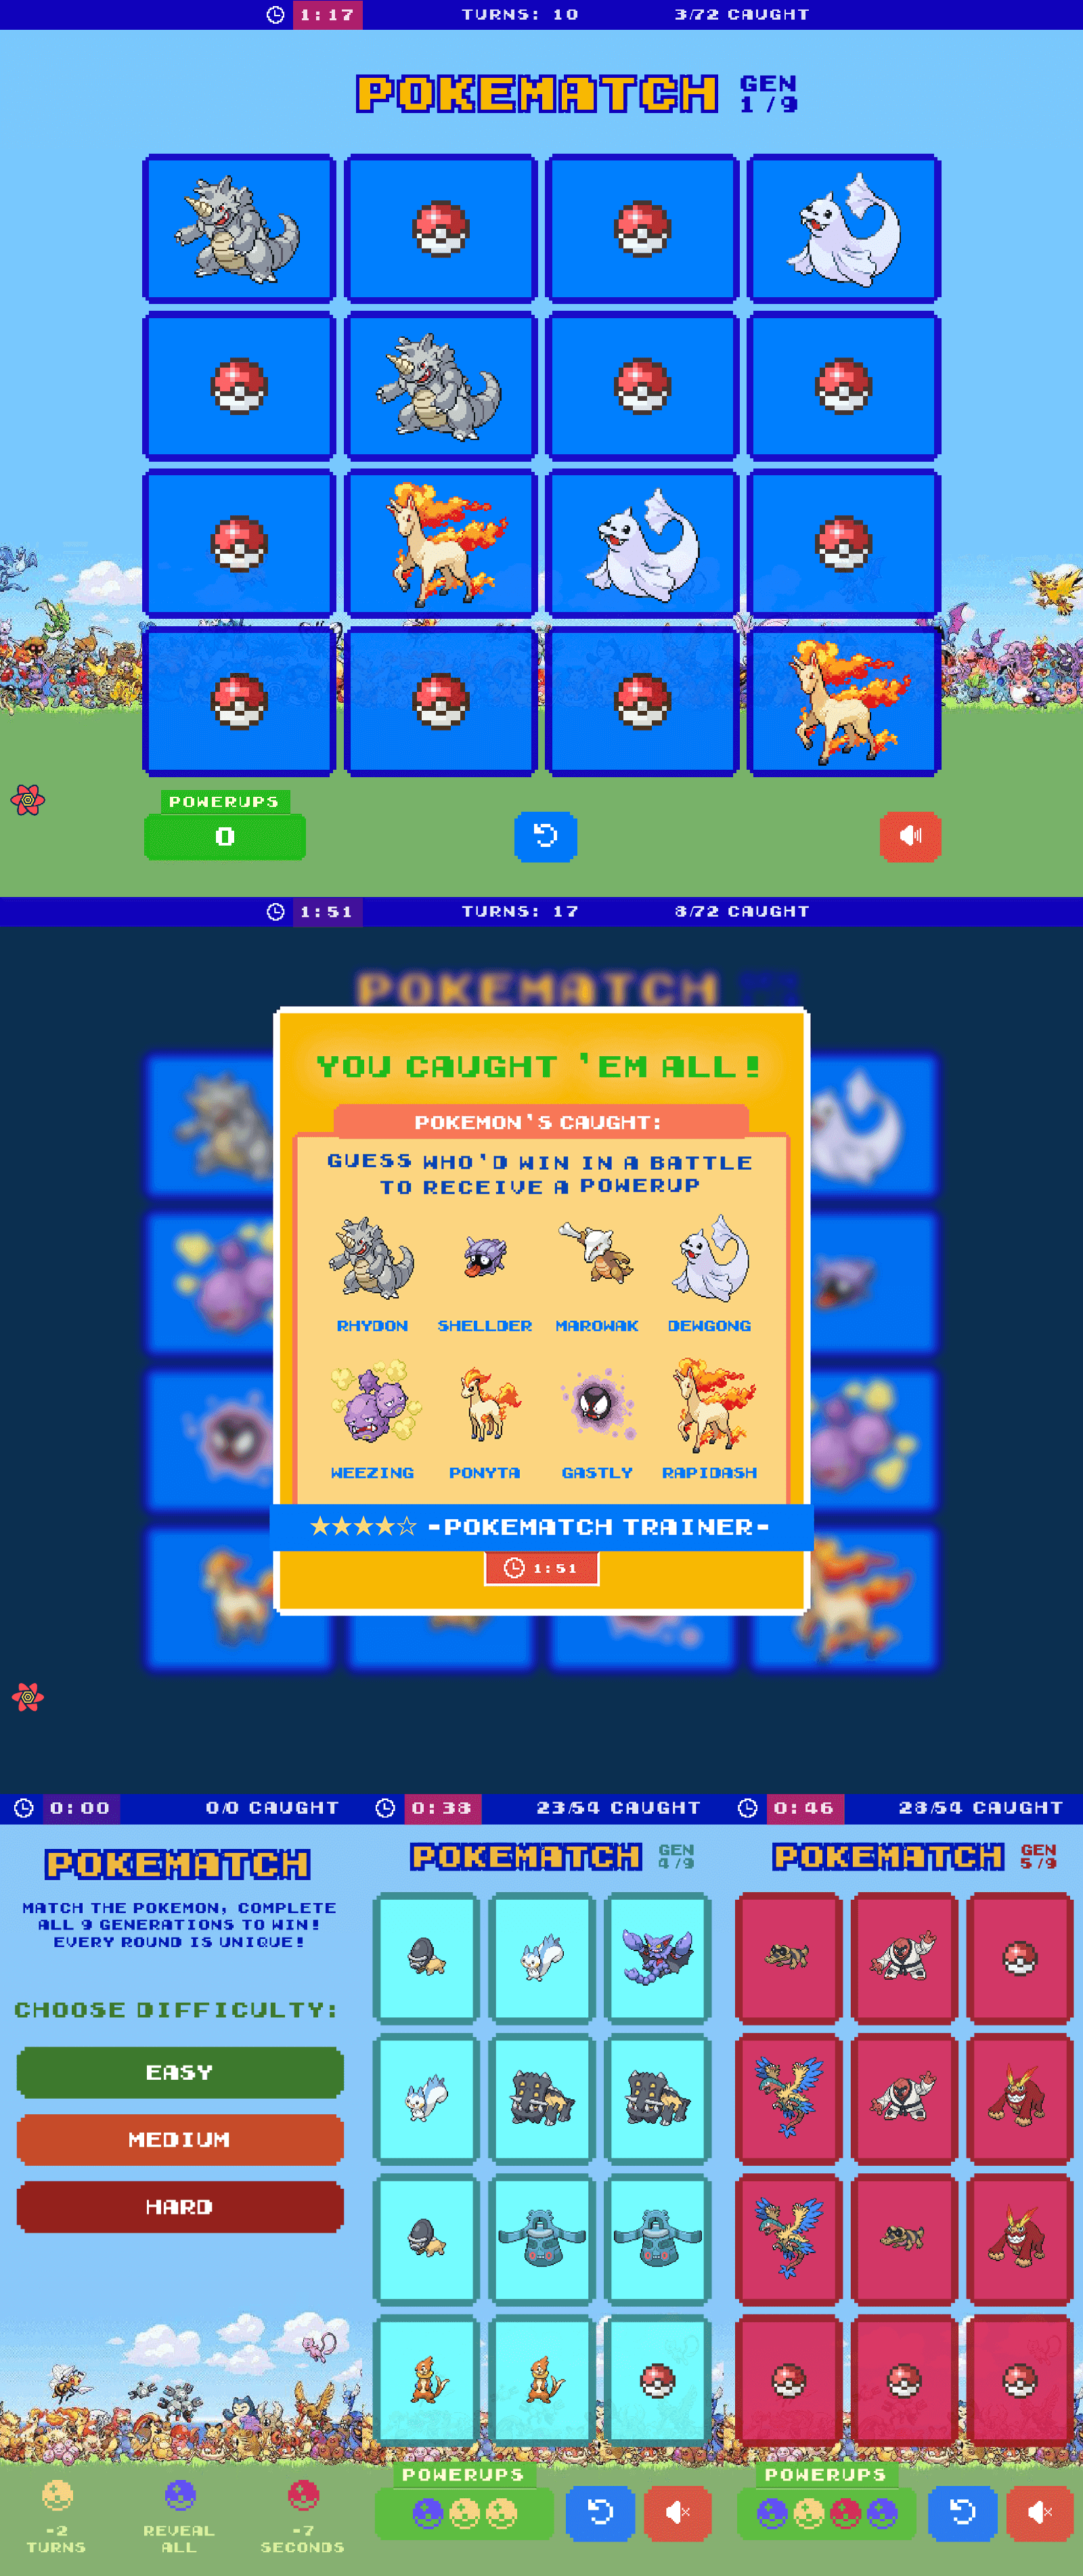 1:17 TURNS: 10 3/72 CAUGHT
POKEMATCH GEN 1/9
POWERUPS
0
1:51 TURNS: 17 8/72 CAUGHT
POKEMATCH
YOU CAUGHT 'EM ALL!
POKEMON'S CAUGHT:
GUESS WHO'D WIN IN A BATTLE
TO RECEIVE A POWERUP
RHYDON SHELLDER MAROWAK DEWGONG
WEEZING PONYTA GASTLY RAPIDASH
★★★★☆ -POKEMATCH TRAINER-
1:51
0:00 0/0 CAUGHT
POKEMATCH
MATCH THE POKEMON, COMPLETE
ALL 9 GENERATIONS TO WIN!
EVERY ROUND IS UNIQUE!
CHOOSE DIFFICULTY:
EASY
MEDIUM
HARD
-2
TURNS
REVEAL
ALL
-7
SECONDS
0:38 23/54 CAUGHT
POKEMATCH GEN 4/9
POWERUPS
0:46 28/54 CAUGHT
POKEMATCH GEN 5/9
POWERUPS